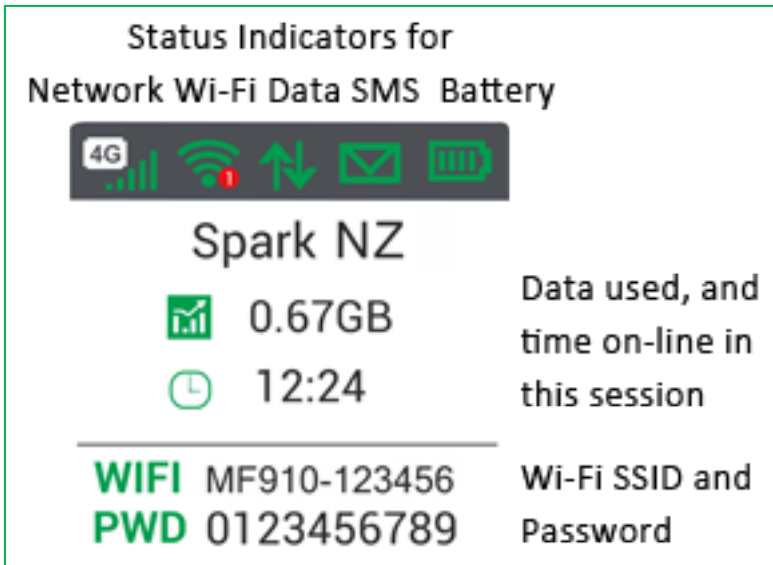 Status Indicators for
Network Wi-Fi Data SMS Battery
4G
1
Spark NZ
0.67GB
12:24
Data used, and
time on-line in
this session
WIFI MF910-123456
PWD 0123456789
Wi-Fi SSID and
Password